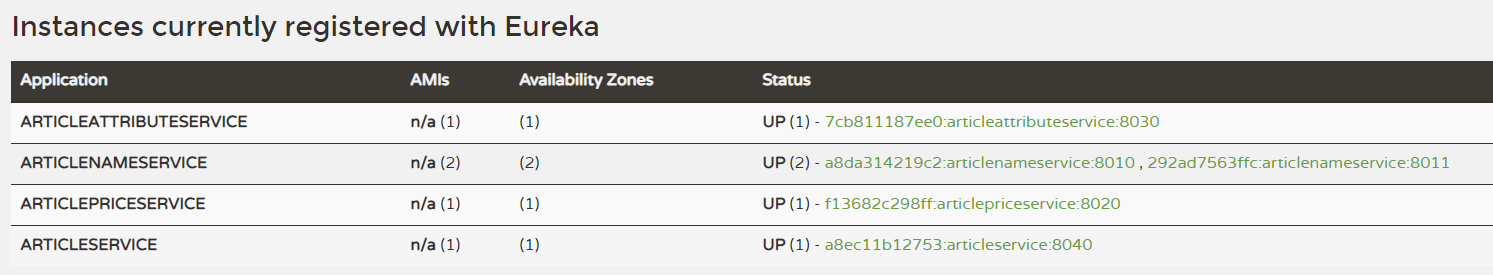 Instances currently registered with Eureka
Application AMIs Availability Zones Status
ARTICLEATTRIBUTESERVICE n/a (1) (1) UP (1) - 7cb811187ee0:articleattributeservice:8030
ARTICLENAMESERVICE n/a (2) (2) UP (2) - a8da314219c2:articlenameservice:8010 , 292ad7563ffc:articlenameservice:8011
ARTICLEPRICESERVICE n/a (1) (1) UP (1) - f13682c298ff:articlepriceservice:8020
ARTICLESERVICE n/a (1) (1) UP (1) - a8ec11b12753:articleservice:8040